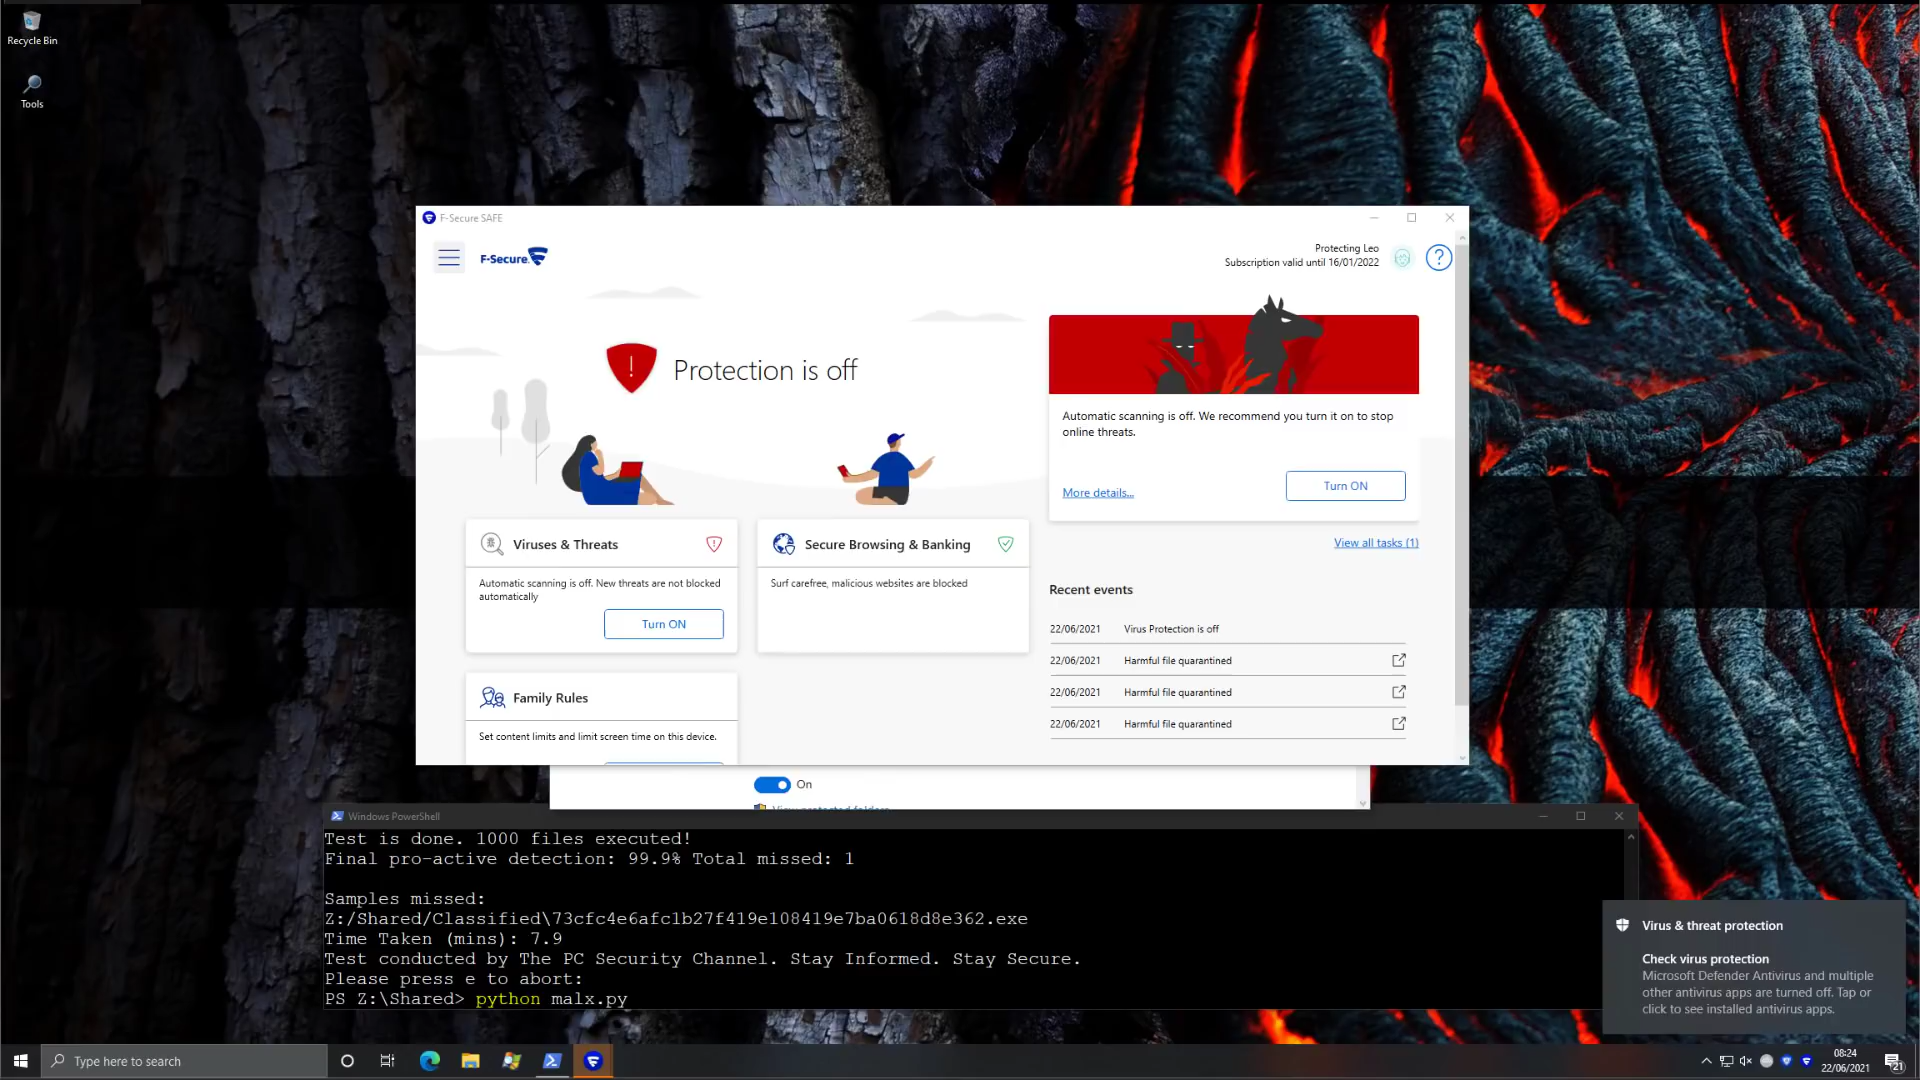 Recycle Bin
Tools
F-Secure SAFE
F-Secure.
Protecting Leo
Subscription valid until 16/01/2022
?
Protection is off
Automatic scanning is off. We recommend you turn it on to stop
online threats.
More details...
Turn ON
View all tasks (1)
Viruses & Threats
Automatic scanning is off. New threats are not blocked
automatically
Turn ON
Secure Browsing & Banking
Surf carefree, malicious websites are blocked
Recent events
22/06/2021 Virus Protection is off
22/06/2021 Harmful file quarantined
22/06/2021 Harmful file quarantined
22/06/2021 Harmful file quarantined
Family Rules
Set content limits and limit screen time on this device.
On
View protected folders
Windows PowerShell
Test is done. 1000 files executed!
Final pro-active detection: 99.9% Total missed: 1
Samples missed:
Z:/Shared/Classified\73cfc4e6afc1b27f419e108419e7ba0618d8e362.exe
Time Taken (mins): 7.9
Test conducted by The PC Security Channel. Stay Informed. Stay Secure.
Please press e to abort:
PS Z:\Shared> python malx.py
Virus & threat protection
Check virus protection
Microsoft Defender Antivirus and multiple
other antivirus apps are turned off. Tap or
click to see installed antivirus apps.
Type here to search
08:24
22/06/2021
21